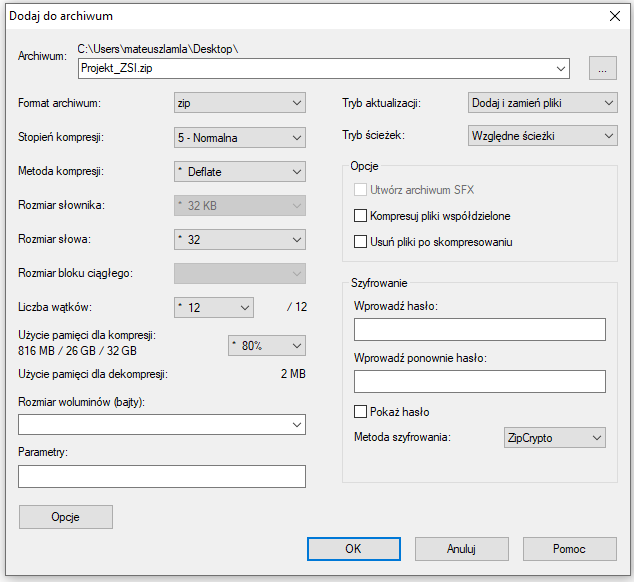 Dodaj do archiwum
Archiwum:
C:\Users\mateuszlamla\Desktop\
Projekt_ZSI.zip
...
Format archiwum:
zip
Stopień kompresji:
5 - Normalna
Metoda kompresji:
* Deflate
Rozmiar słownika:
* 32 KB
Rozmiar słowa:
* 32
Rozmiar bloku ciągłego:
Liczba wątków:
* 12
/ 12
Użycie pamięci dla kompresji:
816 MB / 26 GB / 32 GB
* 80%
Użycie pamięci dla dekompresji:
2 MB
Rozmiar woluminów (bajty):
Parametry:
Opcje
Tryb aktualizacji:
Dodaj i zamień pliki
Tryb ścieżek:
Względne ścieżki
Opcje
Utwórz archiwum SFX
Kompresuj pliki współdzielone
Usuń pliki po skompresowaniu
Szyfrowanie
Wprowadź hasło:
Wprowadź ponownie hasło:
Pokaż hasło
Metoda szyfrowania:
ZipCrypto
OK
Anuluj
Pomoc